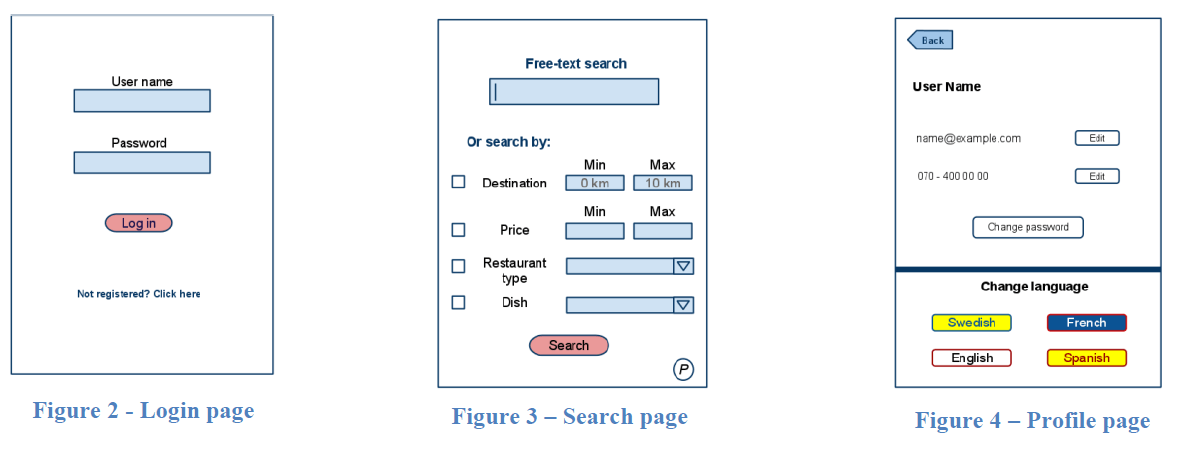 User name
Password
Log in
Not registered? Click here
Figure 2 - Login page
Free-text search
Or search by:
Min Max
Destination 0 km 10 km
Min Max
Price
Restaurant
type
Dish
Search
P
Figure 3 – Search page
Back
User Name
name@example.com Edit
070 - 400 00 00 Edit
Change password
Change language
Swedish French
English Spanish
Figure 4 – Profile page